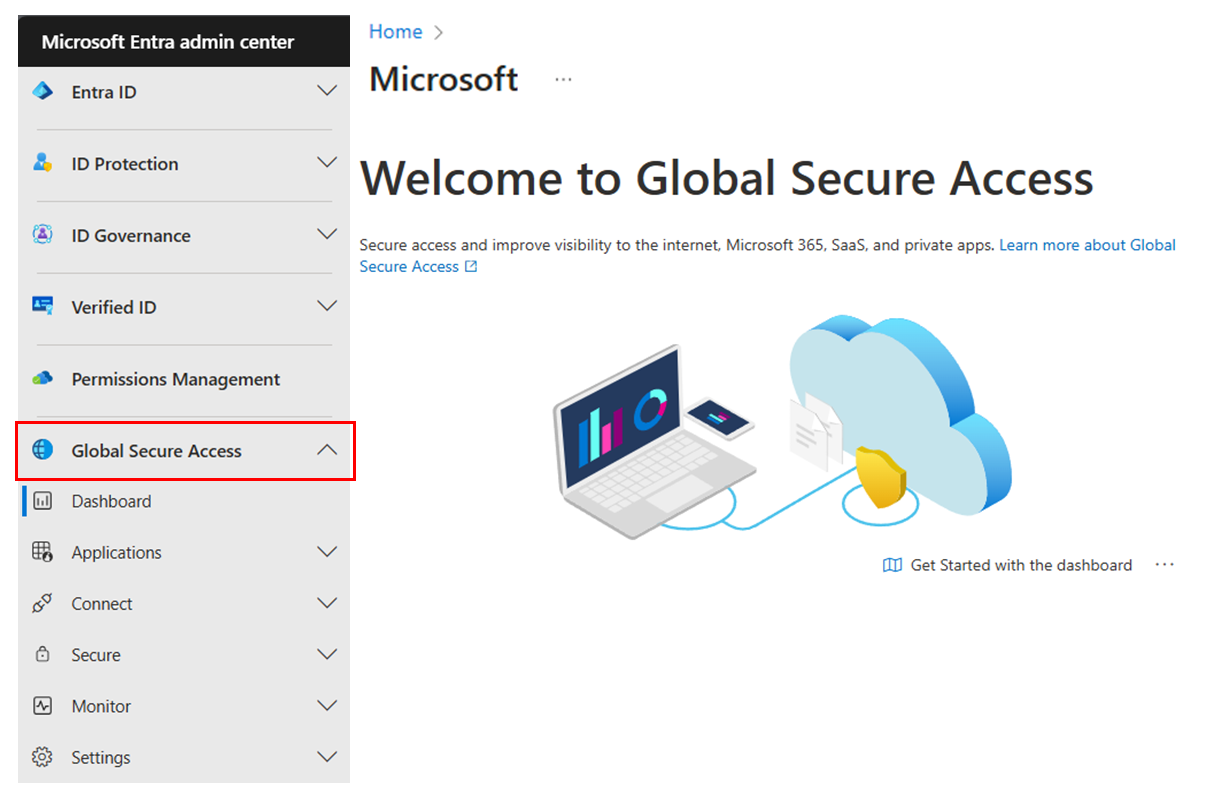 Microsoft Entra admin center
Entra ID
ID Protection
ID Governance
Verified ID
Permissions Management
Global Secure Access
Dashboard
Applications
Connect
Secure
Monitor
Settings
Home
Microsoft
Welcome to Global Secure Access
Secure access and improve visibility to the internet, Microsoft 365, SaaS, and private apps. Learn more about Global
Secure Access
Get Started with the dashboard